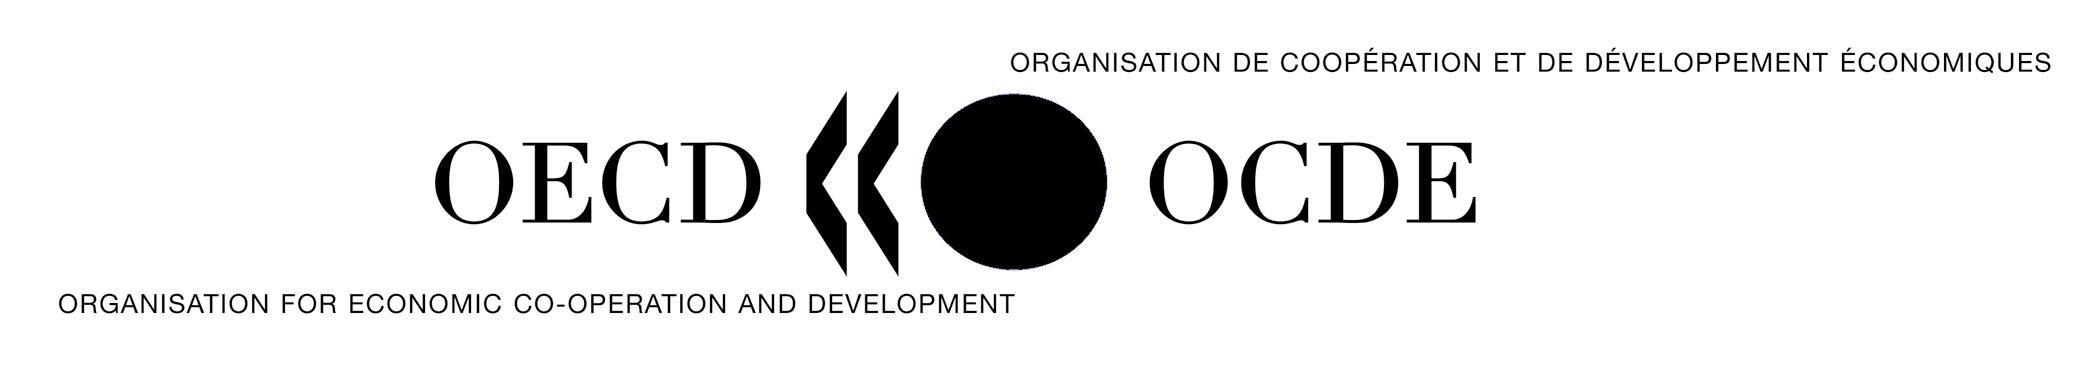 ORGANISATION DE COOPÉRATION ET DE DÉVELOPPEMENT ÉCONOMIQUES
OECD OCDE
ORGANISATION FOR ECONOMIC CO-OPERATION AND DEVELOPMENT